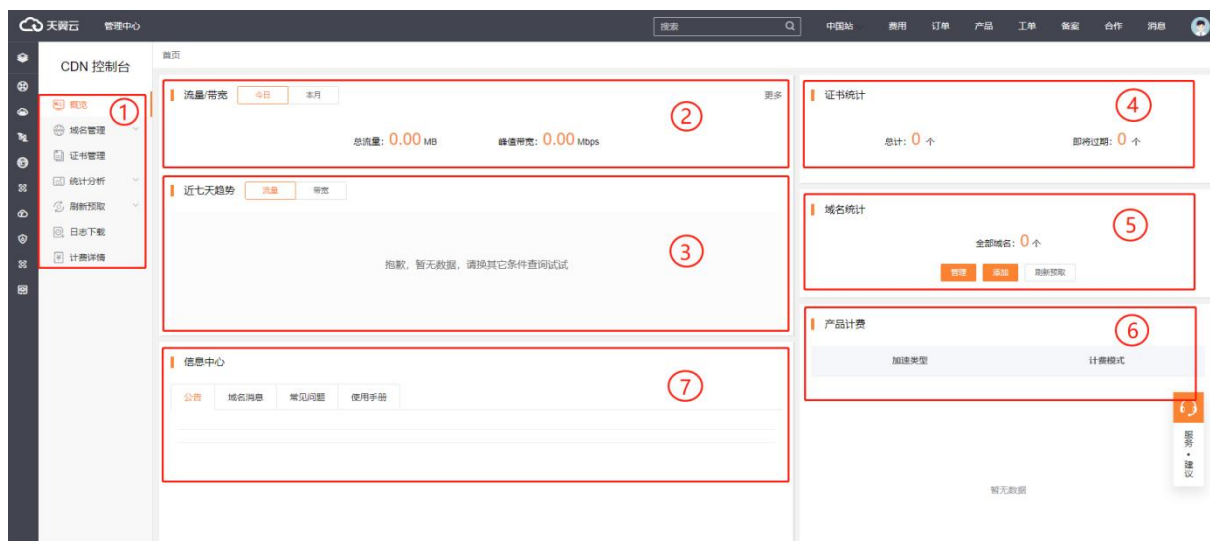 天翼云 管理中心 搜索 中国站 费用 订单 产品 工单 备案 合作 消息
CDN 控制台
概览
域名管理
证书管理
统计分析
刷新预取
日志下载
计费详情
①
首页
流量/带宽 今日 本月 更多
②
总流量: 0.00 MB 峰值带宽: 0.00 Mbps
近七天趋势 流量 带宽
③
抱歉，暂无数据，请换其它条件查询试试
信息中心
⑦
公告 域名消息 常见问题 使用手册
证书统计
④
总计: 0 个 即将过期: 0 个
域名统计
⑤
全部域名: 0 个
管理 添加 刷新预取
产品计费
⑥
加速类型 计费模式
暂无数据
服务·建议